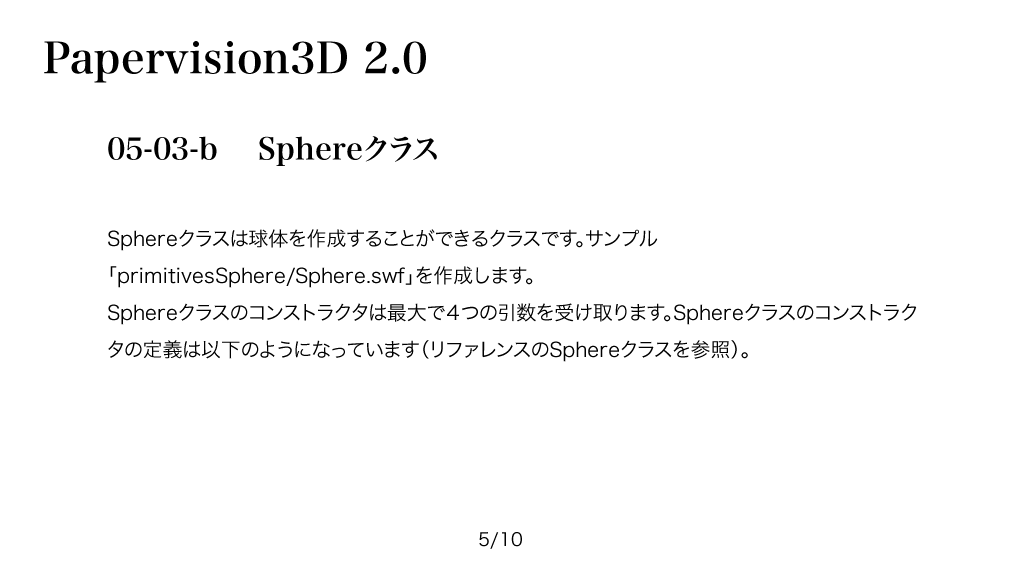 Papervision3D 2.0
05-03-b　Sphereクラス
Sphereクラスは球体を作成することができるクラスです。サンプル
「primitivesSphere/Sphere.swf」を作成します。
Sphereクラスのコンストラクタは最大で4つの引数を受け取ります。Sphereクラスのコンストラク
タの定義は以下のようになっています(リファレンスのSphereクラスを参照)。
5/10